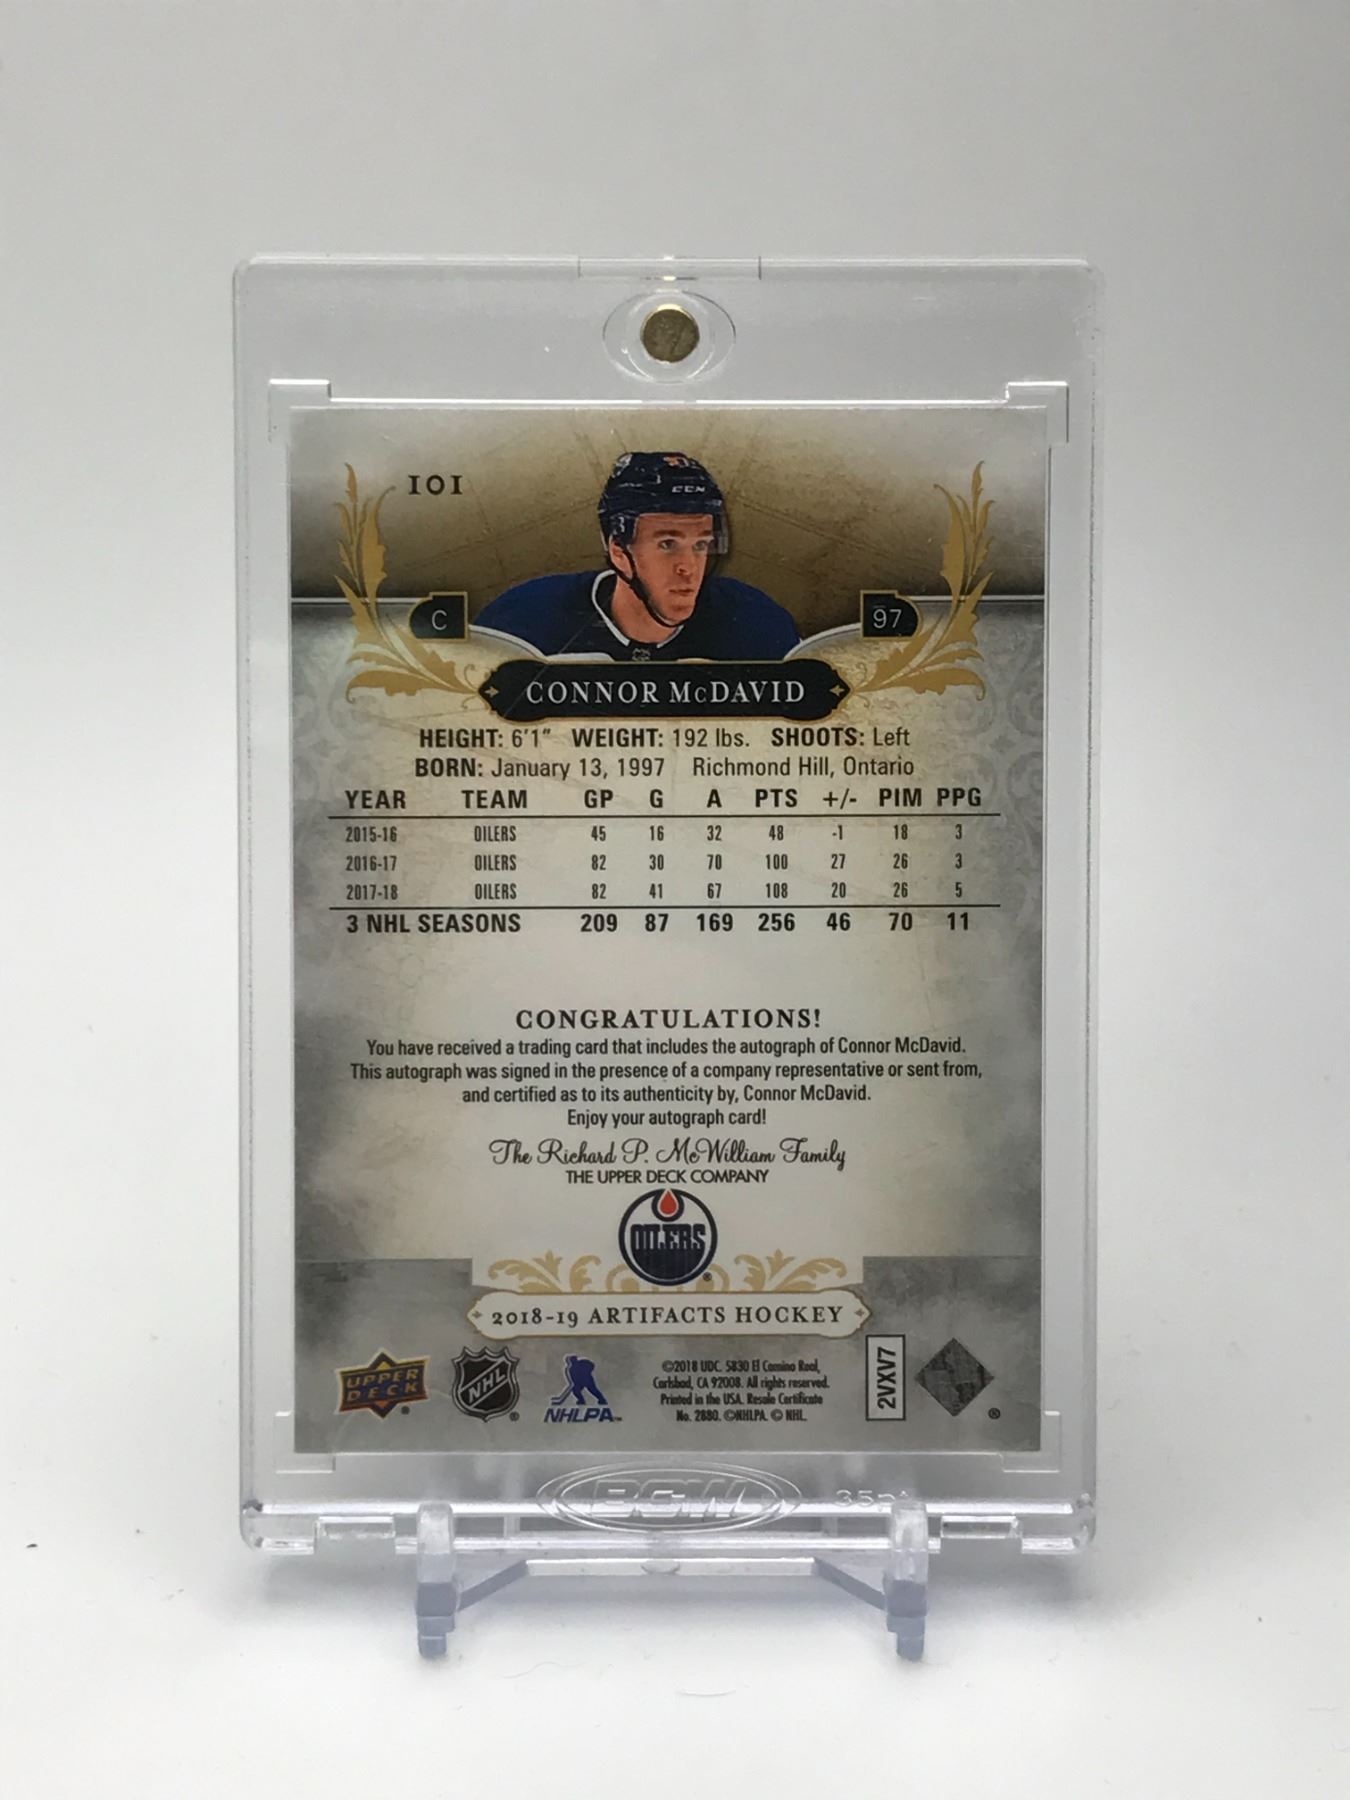 101
CCM
C
97
CONNOR McDAVID
HEIGHT: 6'1" WEIGHT: 192 lbs. SHOOTS: Left
BORN: January 13, 1997 Richmond Hill, Ontario
YEAR TEAM GP G A PTS +/- PIM PPG
2015-16 OILERS 45 16 32 48 -1 18 3
2016-17 OILERS 82 30 70 100 27 26 3
2017-18 OILERS 82 41 67 108 20 26 5
3 NHL SEASONS 209 87 169 256 46 70 11
CONGRATULATIONS!
You have received a trading card that includes the autograph of Connor McDavid.
This autograph was signed in the presence of a company representative or sent from,
and certified as to its authenticity by, Connor McDavid.
Enjoy your autograph card!
The Richard P. McWilliam Family
THE UPPER DECK COMPANY
OILERS
2018-19 ARTIFACTS HOCKEY
UPPER
DECK
NHL
NHLPA
©2018 UDC. 5830 El Camino Real,
Carlsbad, CA 92008. All rights reserved.
Printed in the USA. Resale Certificate
No. 2880. ©NHLPA. © NHL.
2VXV7
BCW
35pt